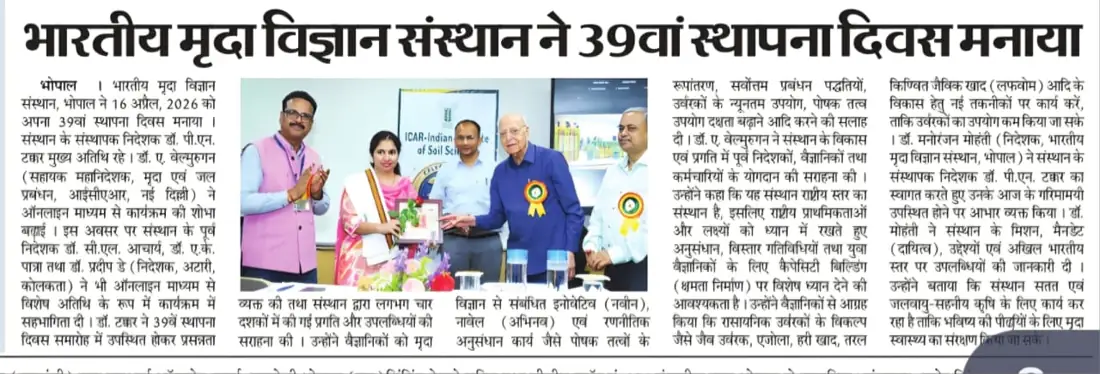 भारतीय मृदा विज्ञान संस्थान ने 39वां स्थापना दिवस मनाया
भोपाल । भारतीय मृदा विज्ञान
संस्थान, भोपाल ने 16 अप्रैल, 2026 को
अपना 39वां स्थापना दिवस मनाया ।
संस्थान के संस्थापक निदेशक डॉ. पी.एन.
टक्कर मुख्य अतिथि रहे । डॉ. ए. वेल्मुरुगन
(सहायक महानिदेशक, मृदा एवं जल
प्रबंधन, आईसीएआर, नई दिल्ली) ने
ऑनलाइन माध्यम से कार्यक्रम की शोभा
बढ़ाई । इस अवसर पर संस्थान के पूर्व
निदेशक डॉ. सी.एल. आचार्य, डॉ. ए.के.
पात्रा तथा डॉ. प्रदीप डे (निदेशक, अटारी,
कोलकता) ने भी ऑनलाइन माध्यम से
विशेष अतिथि के रूप में कार्यक्रम में
सहभागिता दी । डॉ. टक्कर ने 39वें स्थापना
दिवस समारोह में उपस्थित होकर प्रसन्नता
ICAR-Indian
of Soil
व्यक्त की तथा संस्थान द्वारा लगभग चार
दशकों में की गई प्रगति और उपलब्धियों की
सराहना की । उन्होंने वैज्ञानिकों को मृदा
विज्ञान से संबंधित इनोवेटिव (नवीन),
नावेल (अभिनव) एवं रणनीतिक
अनुसंधान कार्य जैसे पोषक तत्वों के
रूपांतरण, सर्वोत्तम प्रबंधन पद्धतियों,
उर्वरकों के न्यूनतम उपयोग, पोषक तत्व
उपयोग दक्षता बढ़ाने आदि करने की सलाह
दी । डॉ. ए. वेल्मुरुगन ने संस्थान के विकास
एवं प्रगति में पूर्व निदेशकों, वैज्ञानिकों तथा
कर्मचारियों के योगदान की सराहना की ।
उन्होंने कहा कि यह संस्थान राष्ट्रीय स्तर का
संस्थान है, इसलिए राष्ट्रीय प्राथमिकताओं
और लक्ष्यों को ध्यान में रखते हुए
अनुसंधान, विस्तार गतिविधियों तथा युवा
वैज्ञानिकों के लिए कैपेसिटी बिल्डिंग
(क्षमता निर्माण) पर विशेष ध्यान देने की
आवश्यकता है । उन्होंने वैज्ञानिकों से आग्रह
किया कि रासायनिक उर्वरकों के विकल्प
जैसे जैव उर्वरक, एजोला, हरी खाद, तरल
किण्वित जैविक खाद (लफ्वोम) आदि के
विकास हेतु नई तकनीकों पर कार्य करें,
ताकि उर्वरकों का उपयोग कम किया जा सके
। डॉ. मनोरंजन मोहंती (निदेशक, भारतीय
मृदा विज्ञान संस्थान, भोपाल) ने संस्थान के
संस्थापक निदेशक डॉ. पी.एन. टक्कर का
स्वागत करते हुए उनके आज के गरिमामयी
उपस्थित होने पर आभार व्यक्त किया । डॉ.
मोहंती ने संस्थान के मिशन, मैनडेट
(दायित्व), उद्देश्यों एवं अखिल भारतीय
स्तर पर उपलब्धियों की जानकारी दी ।
उन्होंने बताया कि संस्थान सतत एवं
जलवायु-सहनीय कृषि के लिए कार्य कर
रहा है ताकि भविष्य की पीढ़ियों के लिए मृदा
स्वास्थ्य का संरक्षण किया जा सके ।